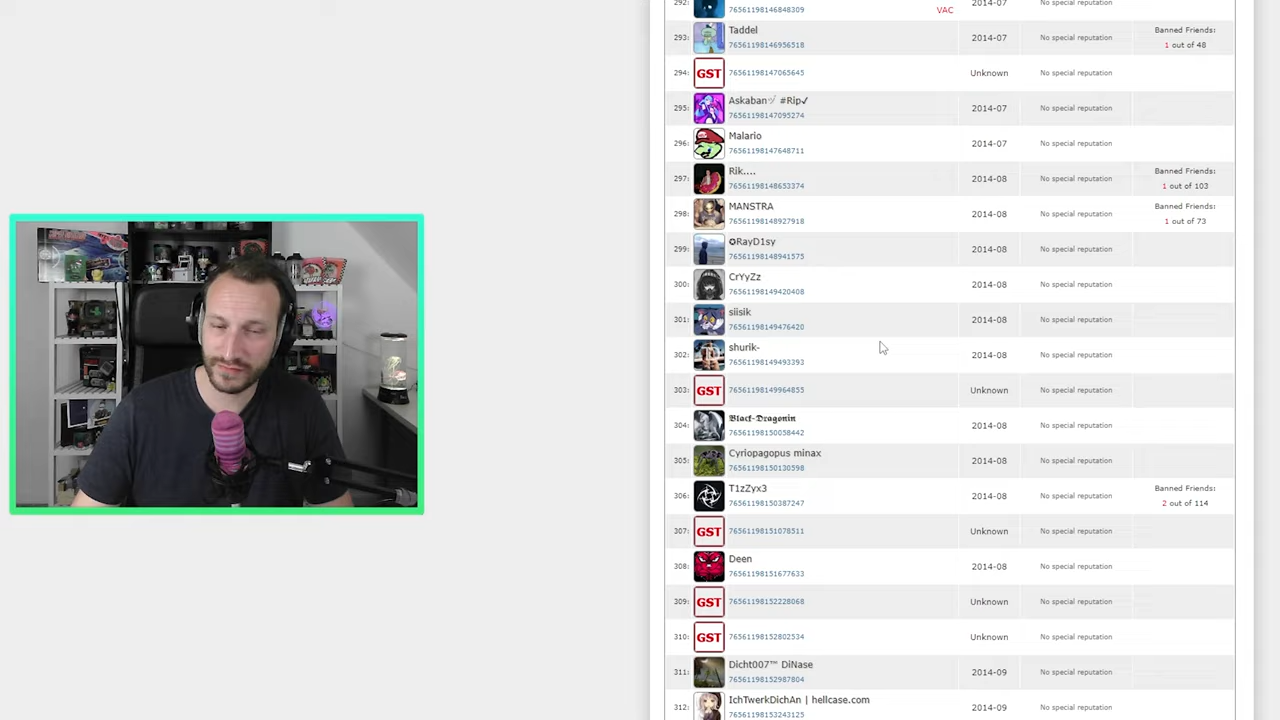 292:
76561198146848309
VAC
2014-07
No special reputation
293:
Taddel
76561198146956518
2014-07
No special reputation
Banned Friends:
1 out of 48
294:
GST
76561198147065645
Unknown
No special reputation
295:
Askabanヅ #Rip✔
76561198147095274
2014-07
No special reputation
296:
Malario
76561198147648711
2014-07
No special reputation
297:
Rik....
76561198148653374
2014-08
No special reputation
Banned Friends:
1 out of 103
298:
MANSTRA
76561198148927918
2014-08
No special reputation
Banned Friends:
1 out of 73
299:
✪RayD1sy
76561198148941575
2014-08
No special reputation
300:
CrYyZz
76561198149420408
2014-08
No special reputation
301:
siisik
76561198149476420
2014-08
No special reputation
302:
shurik-
76561198149493393
2014-08
No special reputation
303:
GST
76561198149964855
Unknown
No special reputation
304:
𝕭𝖑𝖆𝖈𝖐-𝕯𝖗𝖆𝖌𝖔𝖓𝖎𝖓
76561198150058442
2014-08
No special reputation
305:
Cyriopagopus minax
76561198150130598
2014-08
No special reputation
306:
T1zZyx3
76561198150387247
2014-08
No special reputation
Banned Friends:
2 out of 114
307:
GST
76561198151078511
Unknown
No special reputation
308:
Deen
76561198151677633
2014-08
No special reputation
309:
GST
76561198152228068
Unknown
No special reputation
310:
GST
76561198152802534
Unknown
No special reputation
311:
Dicht007™ DiNase
76561198152987804
2014-09
No special reputation
312:
IchTwerkDichAn | hellcase.com
76561198153243125
2014-09
No special reputation